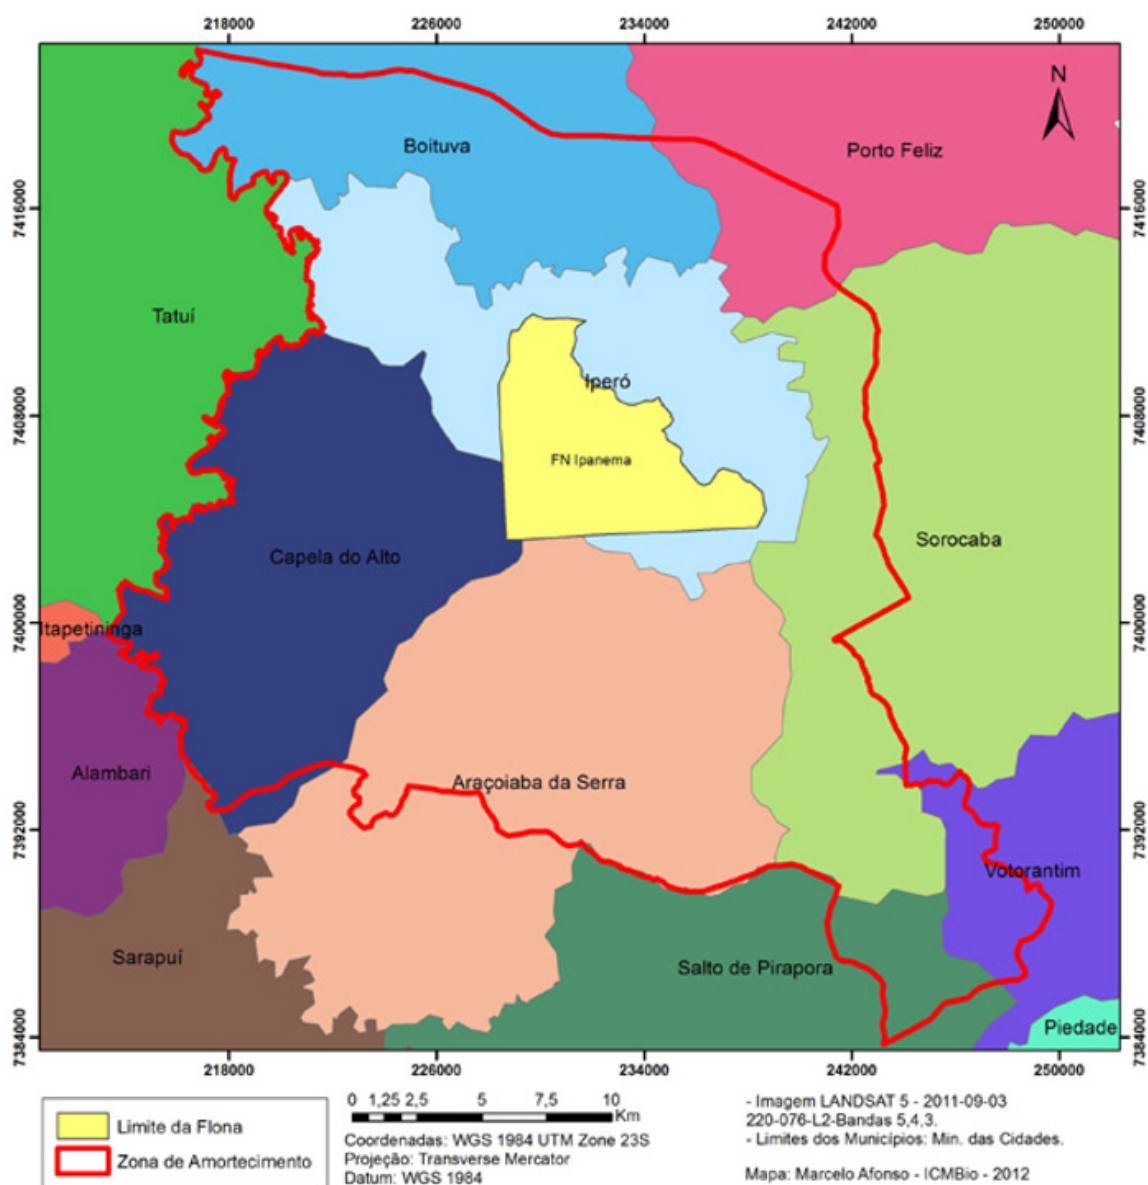 218000 226000 234000 242000 250000
N
Boituva
Porto Feliz
7416000 7416000
Tatuí
Iperó
7408000 7408000
FN Ipanema
Sorocaba
Capela do Alto
7400000 7400000
Itapetininga
Alambari
Araçoiaba da Serra
7392000 7392000
Votorantim
Sarapuí
Salto de Pirapora
Piedade
7384000 7384000
218000 226000 234000 242000 250000
Limite da Flona
Zona de Amortecimento
0 1,25 2,5 5 7,5 10
Km
Coordenadas: WGS 1984 UTM Zone 23S
Projeção: Transverse Mercator
Datum: WGS 1984
- Imagem LANDSAT 5 - 2011-09-03
220-076-L2-Bandas 5,4,3.
- Limites dos Municípios: Min. das Cidades.
Mapa: Marcelo Afonso - ICMBio - 2012